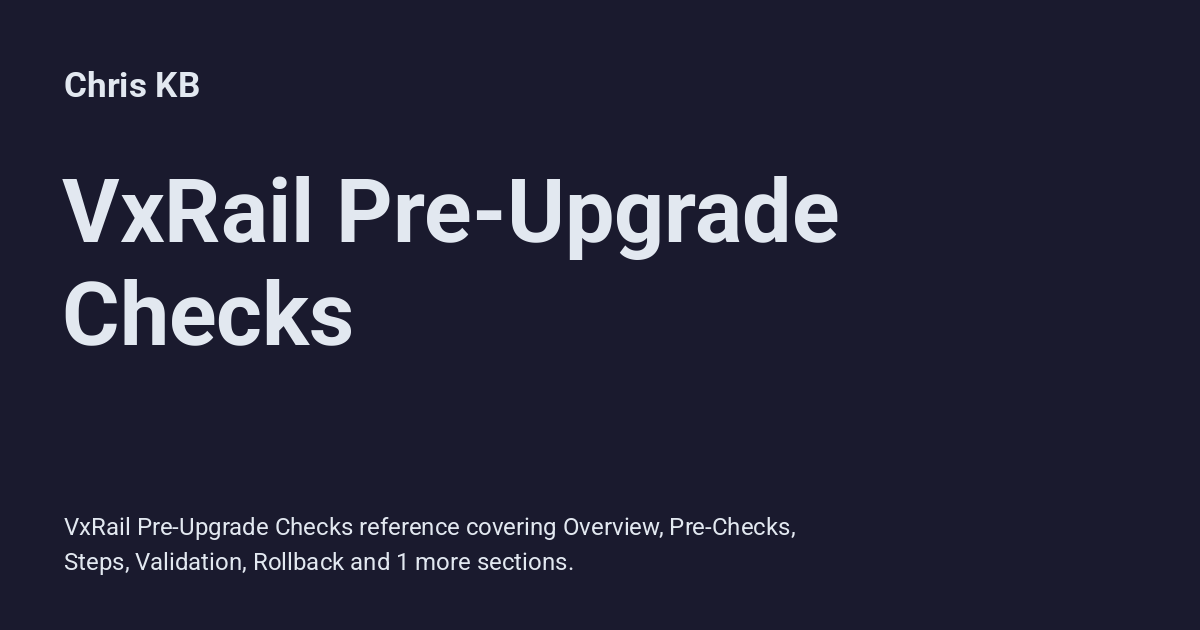 Chris KB
VxRail Pre-Upgrade
Checks
VxRail Pre-Upgrade Checks reference covering Overview, Pre-Checks,
Steps, Validation, Rollback and 1 more sections.